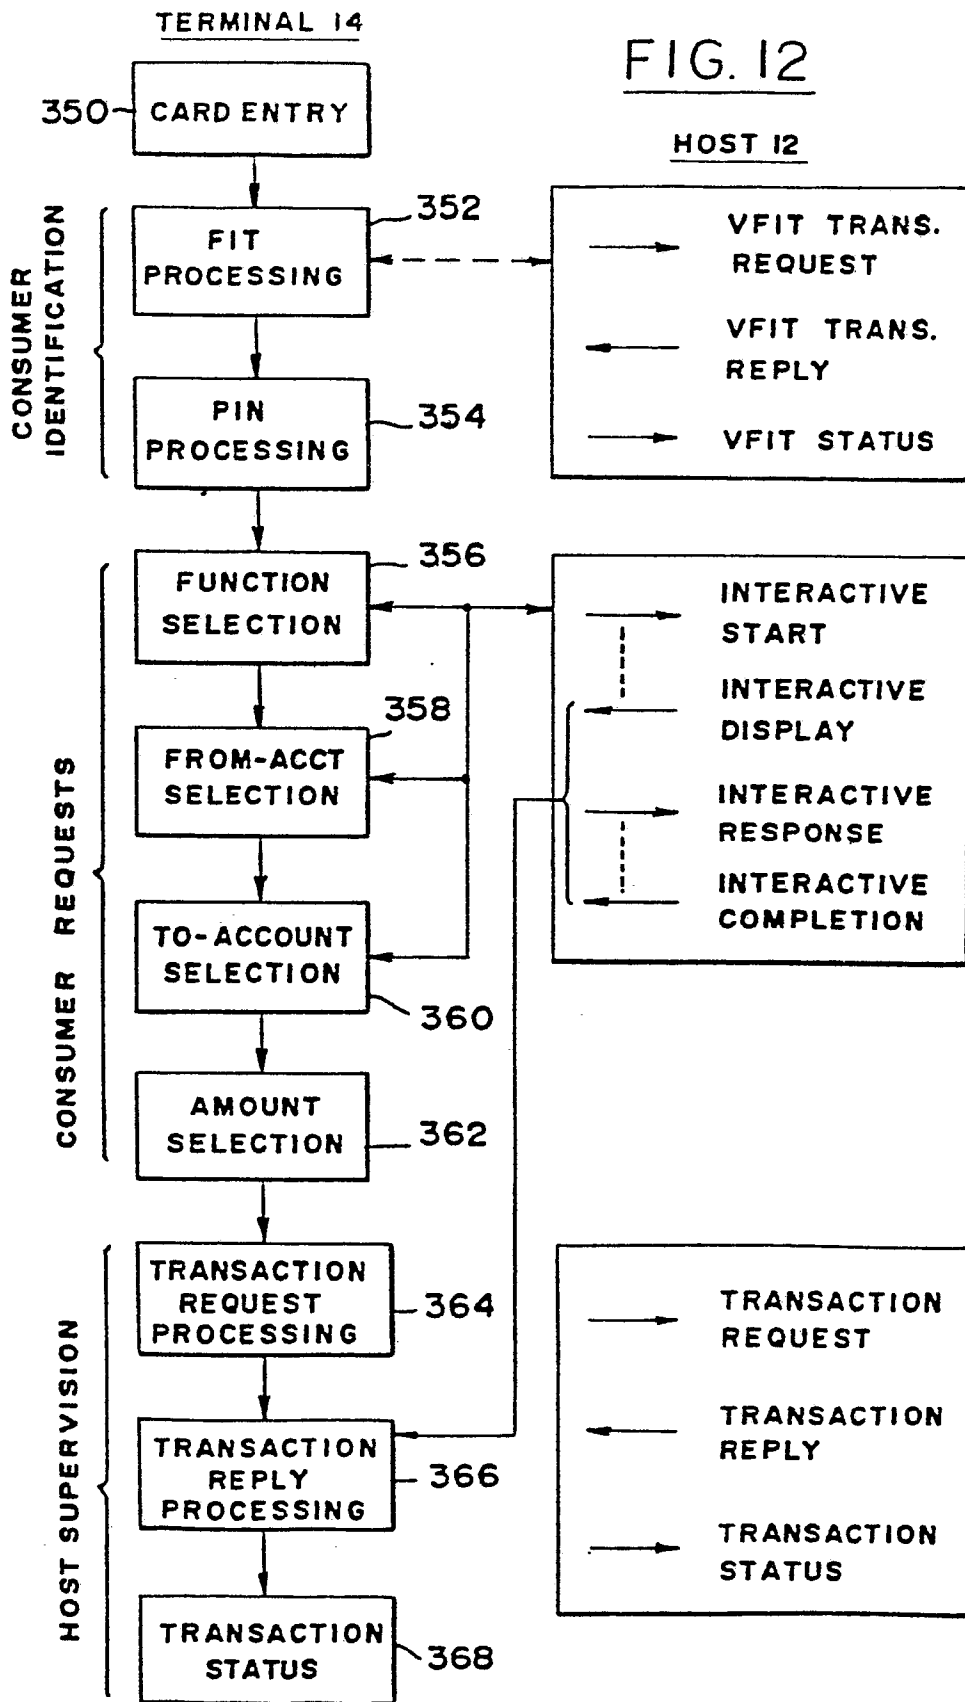 TERMINAL 14
FIG. 12
350
CARD ENTRY
HOST 12
CONSUMER
IDENTIFICATION
352
FIT
PROCESSING
354
PIN
PROCESSING
VFIT TRANS.
REQUEST
VFIT TRANS.
REPLY
VFIT STATUS
CONSUMER REQUESTS
356
FUNCTION
SELECTION
358
FROM-ACCT
SELECTION
TO-ACCOUNT
SELECTION
360
AMOUNT
SELECTION
362
INTERACTIVE
START
INTERACTIVE
DISPLAY
INTERACTIVE
RESPONSE
INTERACTIVE
COMPLETION
HOST SUPERVISION
TRANSACTION
REQUEST
PROCESSING
364
TRANSACTION
REPLY
PROCESSING
366
TRANSACTION
STATUS
368
TRANSACTION
REQUEST
TRANSACTION
REPLY
TRANSACTION
STATUS